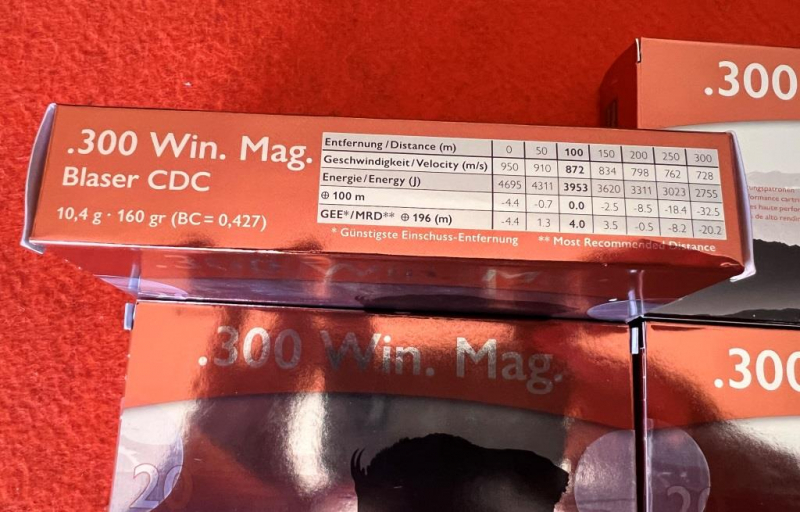 .300 Win. Mag.
Blaser CDC
10,4 g · 160 gr (BC = 0,427)
Entfernung/Distance (m) 0 50 100 150 200 250 300
Geschwindigkeit/Velocity (m/s) 950 910 872 834 798 762 728
Energie/Energy (J) 4695 4311 3953 3620 3311 3023 2755
⊕ 100 m -4.4 -0.7 0.0 -2.5 -8.5 -18.4 -32.5
GEE*/MRD** ⊕ 196 (m) -4.4 1.3 4.0 3.5 -0.5 -8.2 -20.2
* Günstigste Einschuss-Entfernung ** Most Recommended Distance
.300
.300 Win. Mag.
20
.300
20